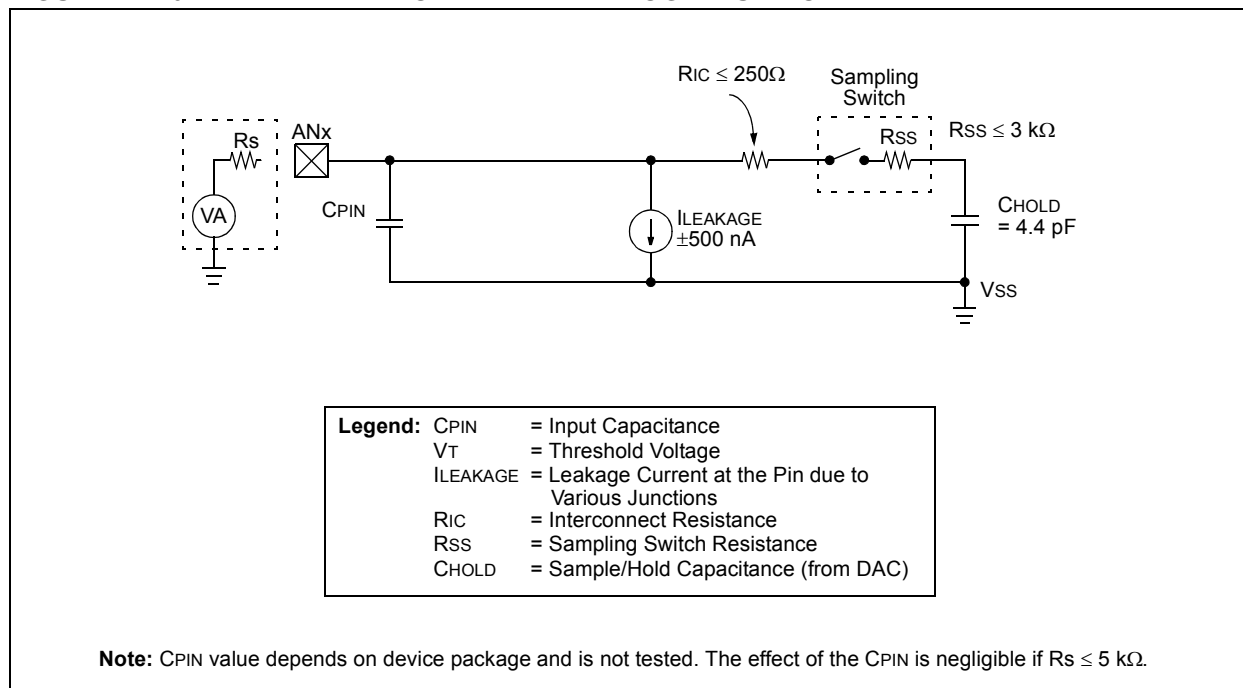 RIC ≤ 250Ω
Sampling
Switch
RSS ≤ 3 kΩ
Rs
ANx
RSS
VA
CPIN
ILEAKAGE
±500 nA
CHOLD
= 4.4 pF
VSS
Legend: CPIN = Input Capacitance
VT = Threshold Voltage
ILEAKAGE = Leakage Current at the Pin due to
Various Junctions
RIC = Interconnect Resistance
RSS = Sampling Switch Resistance
CHOLD = Sample/Hold Capacitance (from DAC)
Note: CPIN value depends on device package and is not tested. The effect of the CPIN is negligible if Rs ≤ 5 kΩ.